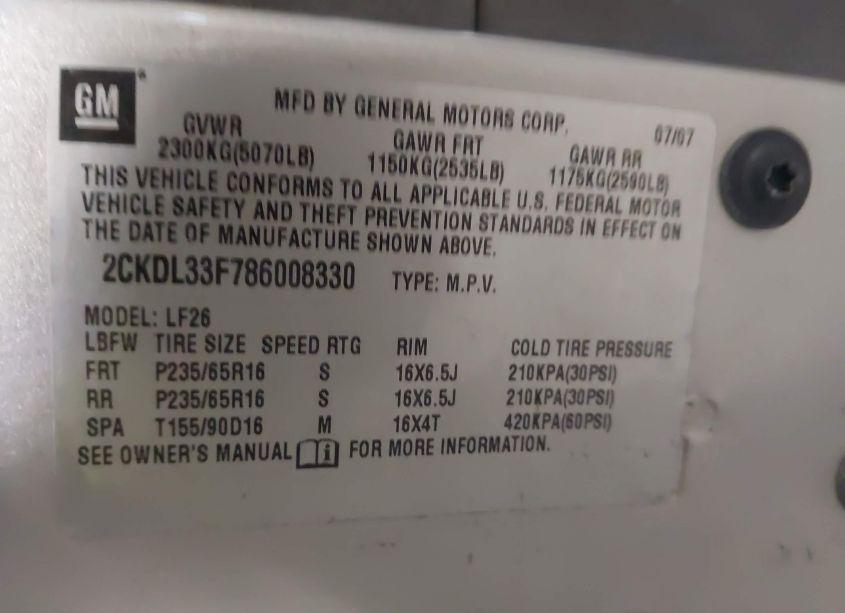 GM
MFD BY GENERAL MOTORS CORP. 07/07
GVWR GAWR FRT GAWR RR
2300KG(5070LB) 1150KG(2535LB) 1175KG(2590LB)
THIS VEHICLE CONFORMS TO ALL APPLICABLE U.S. FEDERAL MOTOR
VEHICLE SAFETY AND THEFT PREVENTION STANDARDS IN EFFECT ON
THE DATE OF MANUFACTURE SHOWN ABOVE.
2CKDL33F786008330 TYPE: M.P.V.
MODEL: LF26
LBFW TIRE SIZE SPEED RTG RIM COLD TIRE PRESSURE
FRT P235/65R16 S 16X6.5J 210KPA(30PSI)
RR P235/65R16 S 16X6.5J 210KPA(30PSI)
SPA T155/90D16 M 16X4T 420KPA(60PSI)
SEE OWNER'S MANUAL i FOR MORE INFORMATION.